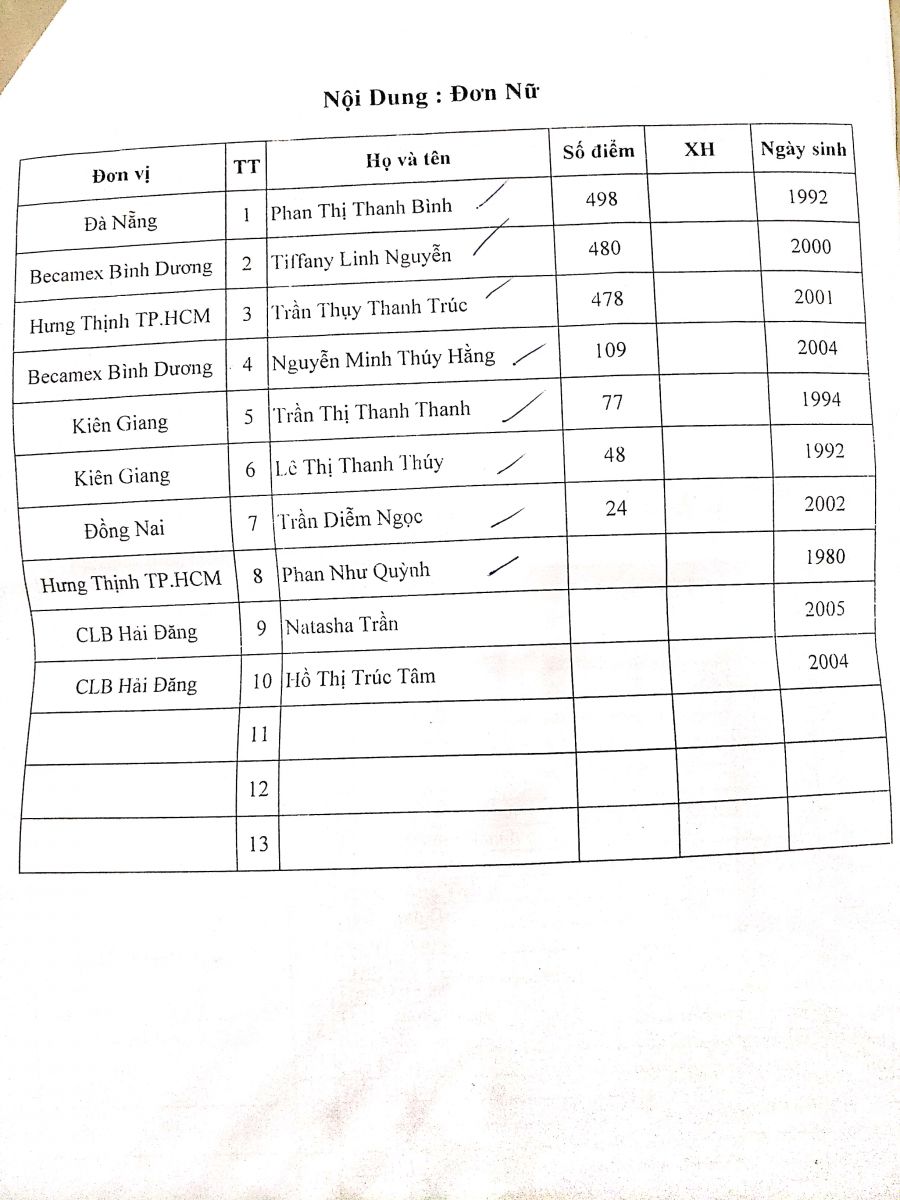 Nội Dung : Đơn Nữ
Đơn vị TT Họ và tên Số điểm XH Ngày sinh
Đà Nẵng 1 Phan Thị Thanh Bình 498 1992
Becamex Bình Dương 2 Tiffany Linh Nguyễn 480 2000
Hưng Thịnh TP.HCM 3 Trần Thụy Thanh Trúc 478 2001
Becamex Bình Dương 4 Nguyễn Minh Thúy Hằng 109 2004
Kiên Giang 5 Trần Thị Thanh Thanh 77 1994
Kiên Giang 6 Lê Thị Thanh Thúy 48 1992
Đồng Nai 7 Trần Diễm Ngọc 24 2002
Hưng Thịnh TP.HCM 8 Phan Như Quỳnh 1980
CLB Hải Đăng 9 Natasha Trần 2005
CLB Hải Đăng 10 Hồ Thị Trúc Tâm 2004
11
12
13